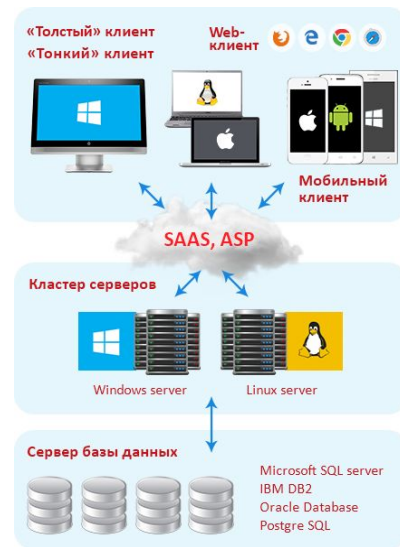 «Толстый» клиент
«Тонкий» клиент
Web-
клиент
Мобильный
клиент
SAAS, ASP
Кластер серверов
Windows server
Linux server
Сервер базы данных
Microsoft SQL server
IBM DB2
Oracle Database
Postgre SQL